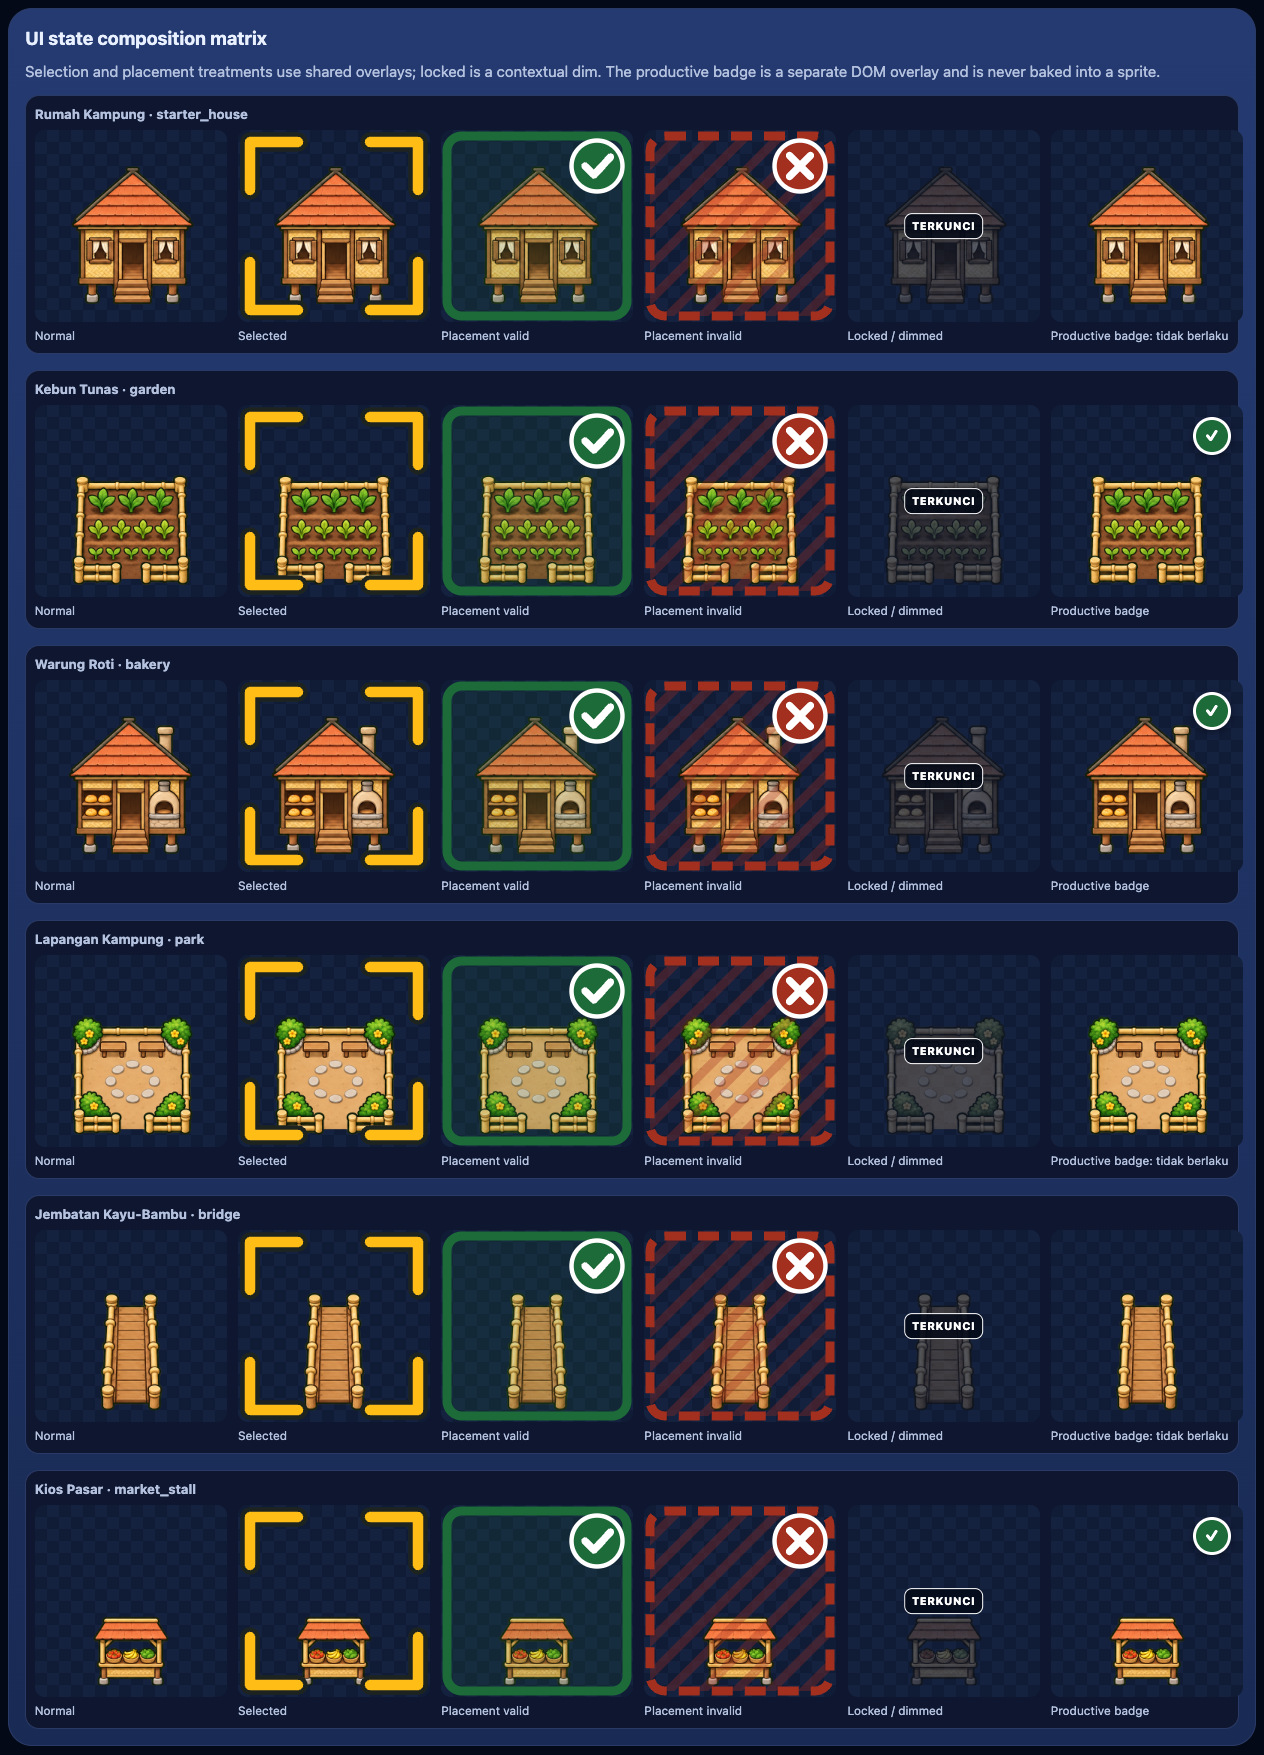 UI state composition matrix
Selection and placement treatments use shared overlays; locked is a contextual dim. The productive badge is a separate DOM overlay and is never baked into a sprite.
Rumah Kampung · starter_house
TERKUNCI
Normal
Selected
Placement valid
Placement invalid
Locked / dimmed
Productive badge: tidak berlaku
Kebun Tunas · garden
TERKUNCI
Normal
Selected
Placement valid
Placement invalid
Locked / dimmed
Productive badge
Warung Roti · bakery
TERKUNCI
Normal
Selected
Placement valid
Placement invalid
Locked / dimmed
Productive badge
Lapangan Kampung · park
TERKUNCI
Normal
Selected
Placement valid
Placement invalid
Locked / dimmed
Productive badge: tidak berlaku
Jembatan Kayu-Bambu · bridge
TERKUNCI
Normal
Selected
Placement valid
Placement invalid
Locked / dimmed
Productive badge: tidak berlaku
Kios Pasar · market_stall
TERKUNCI
Normal
Selected
Placement valid
Placement invalid
Locked / dimmed
Productive badge